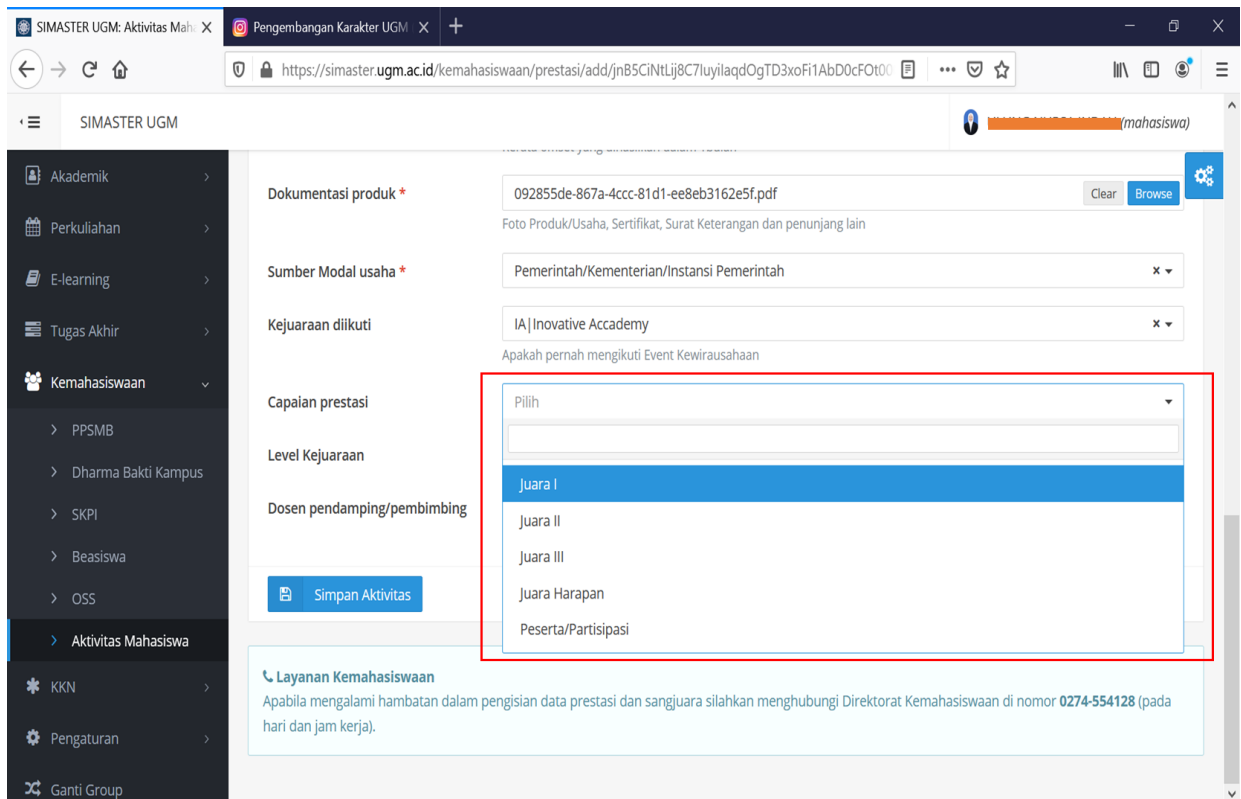 SIMASTER UGM: Aktivitas Mah
Pengembangan Karakter UGM
https://simaster.ugm.ac.id/kemahasiswaan/prestasi/add/jnB5CiNtLij8C7IuyilaqdOgTD3xoFi1AbD0cFOt00
SIMASTER UGM
(mahasiswa)
Akademik
Perkuliahan
E-learning
Tugas Akhir
Kemahasiswaan
PPSMB
Dharma Bakti Kampus
SKPI
Beasiswa
OSS
Aktivitas Mahasiswa
KKN
Pengaturan
Ganti Group
Dokumentasi produk *
092855de-867a-4ccc-81d1-ee8eb3162e5f.pdf
Clear
Browse
Foto Produk/Usaha, Sertifikat, Surat Keterangan dan penunjang lain
Sumber Modal usaha *
Pemerintah/Kementerian/Instansi Pemerintah
Kejuaraan diikuti
IA|Inovative Accademy
Apakah pernah mengikuti Event Kewirausahaan
Capaian prestasi
Pilih
Level Kejuaraan
Dosen pendamping/pembimbing
Juara I
Juara II
Juara III
Juara Harapan
Peserta/Partisipasi
Simpan Aktivitas
Layanan Kemahasiswaan
Apabila mengalami hambatan dalam pengisian data prestasi dan sangjuara silahkan menghubungi Direktorat Kemahasiswaan di nomor 0274-554128 (pada
hari dan jam kerja).